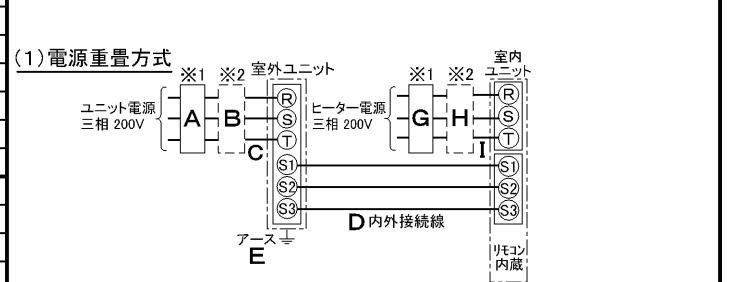 (1)電源重畳方式
※1 ※2 室外ユニット
ユニット電源
三相 200V
A
B
C
R
S
T
S1
S2
S3
アース
E
D 内外接続線
※1 ※2
室内
ユニット
ヒーター電源
三相 200V
G
H
I
R
S
T
S1
S2
S3
リモコン
内蔵